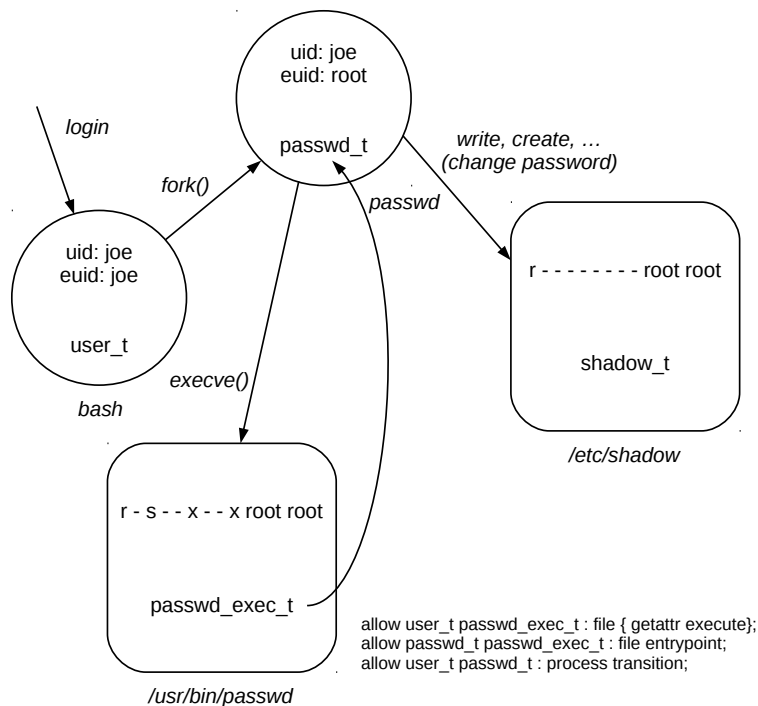 uid: joe
euid: root
passwd_t
login
fork()
write, create, …
(change password)
passwd
uid: joe
euid: joe
user_t
bash
r - - - - - - - - root root
shadow_t
/etc/shadow
execve()
r - s - - x - - x root root
passwd_exec_t
/usr/bin/passwd
allow user_t passwd_exec_t : file { getattr execute};
allow passwd_t passwd_exec_t : file entrypoint;
allow user_t passwd_t : process transition;